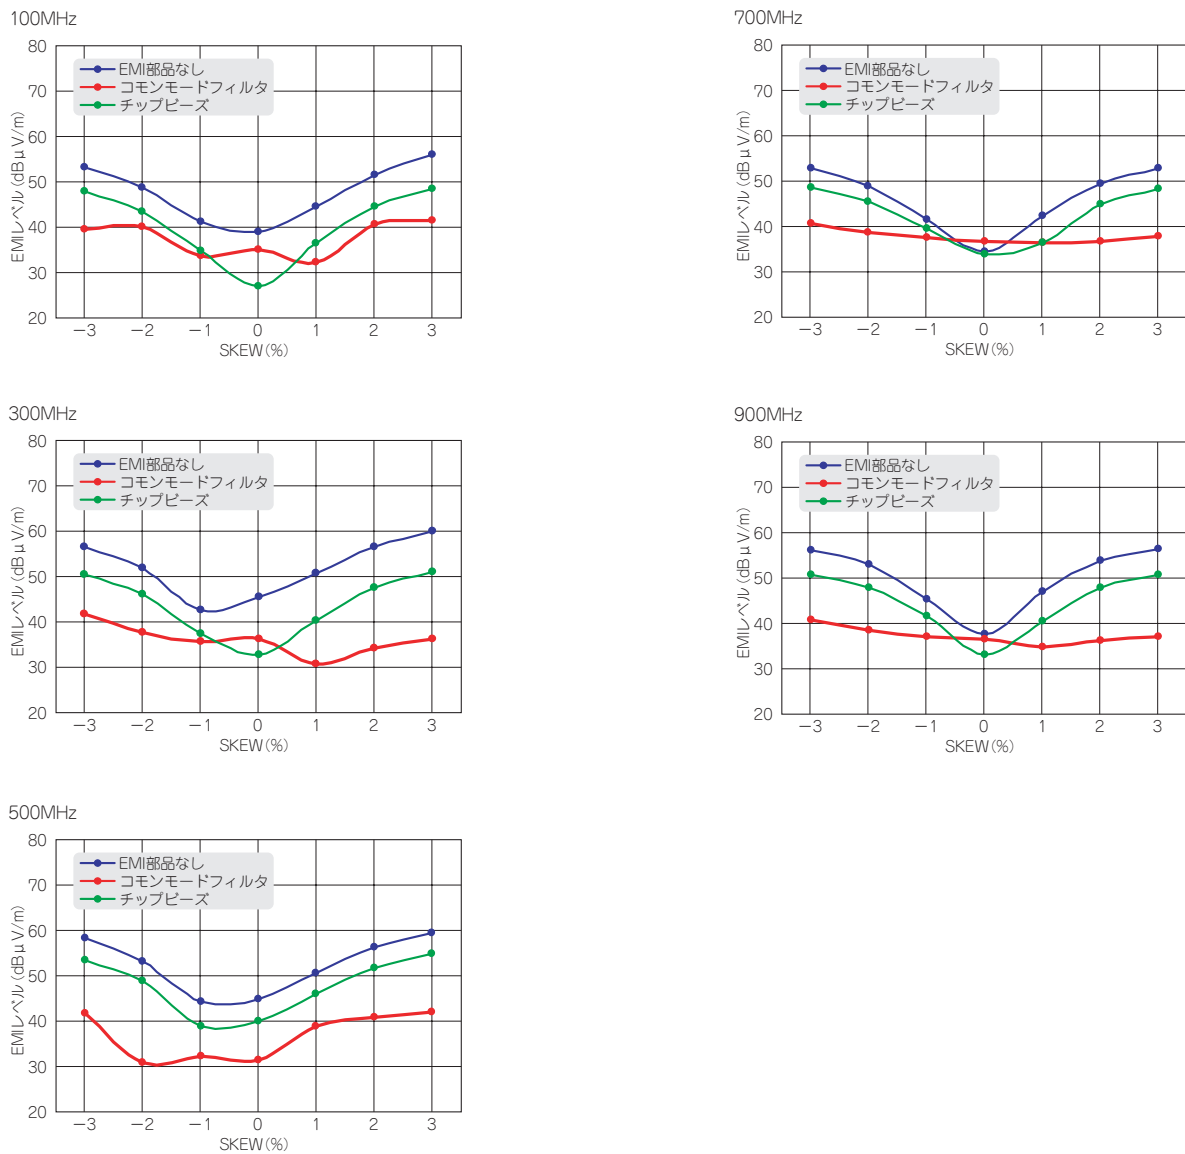 100MHz
80
70
60
50
40
30
20
EMIレベル(dBμV/m)
EMI部品なし
コモンモードフィルタ
チップビーズ
−3 −2 −1 0 1 2 3
SKEW(%)
700MHz
80
70
60
50
40
30
20
EMIレベル(dBμV/m)
EMI部品なし
コモンモードフィルタ
チップビーズ
−3 −2 −1 0 1 2 3
SKEW(%)
300MHz
80
70
60
50
40
30
20
EMIレベル(dBμV/m)
EMI部品なし
コモンモードフィルタ
チップビーズ
−3 −2 −1 0 1 2 3
SKEW(%)
900MHz
80
70
60
50
40
30
20
EMIレベル(dBμV/m)
EMI部品なし
コモンモードフィルタ
チップビーズ
−3 −2 −1 0 1 2 3
SKEW(%)
500MHz
80
70
60
50
40
30
20
EMIレベル(dBμV/m)
EMI部品なし
コモンモードフィルタ
チップビーズ
−3 −2 −1 0 1 2 3
SKEW(%)